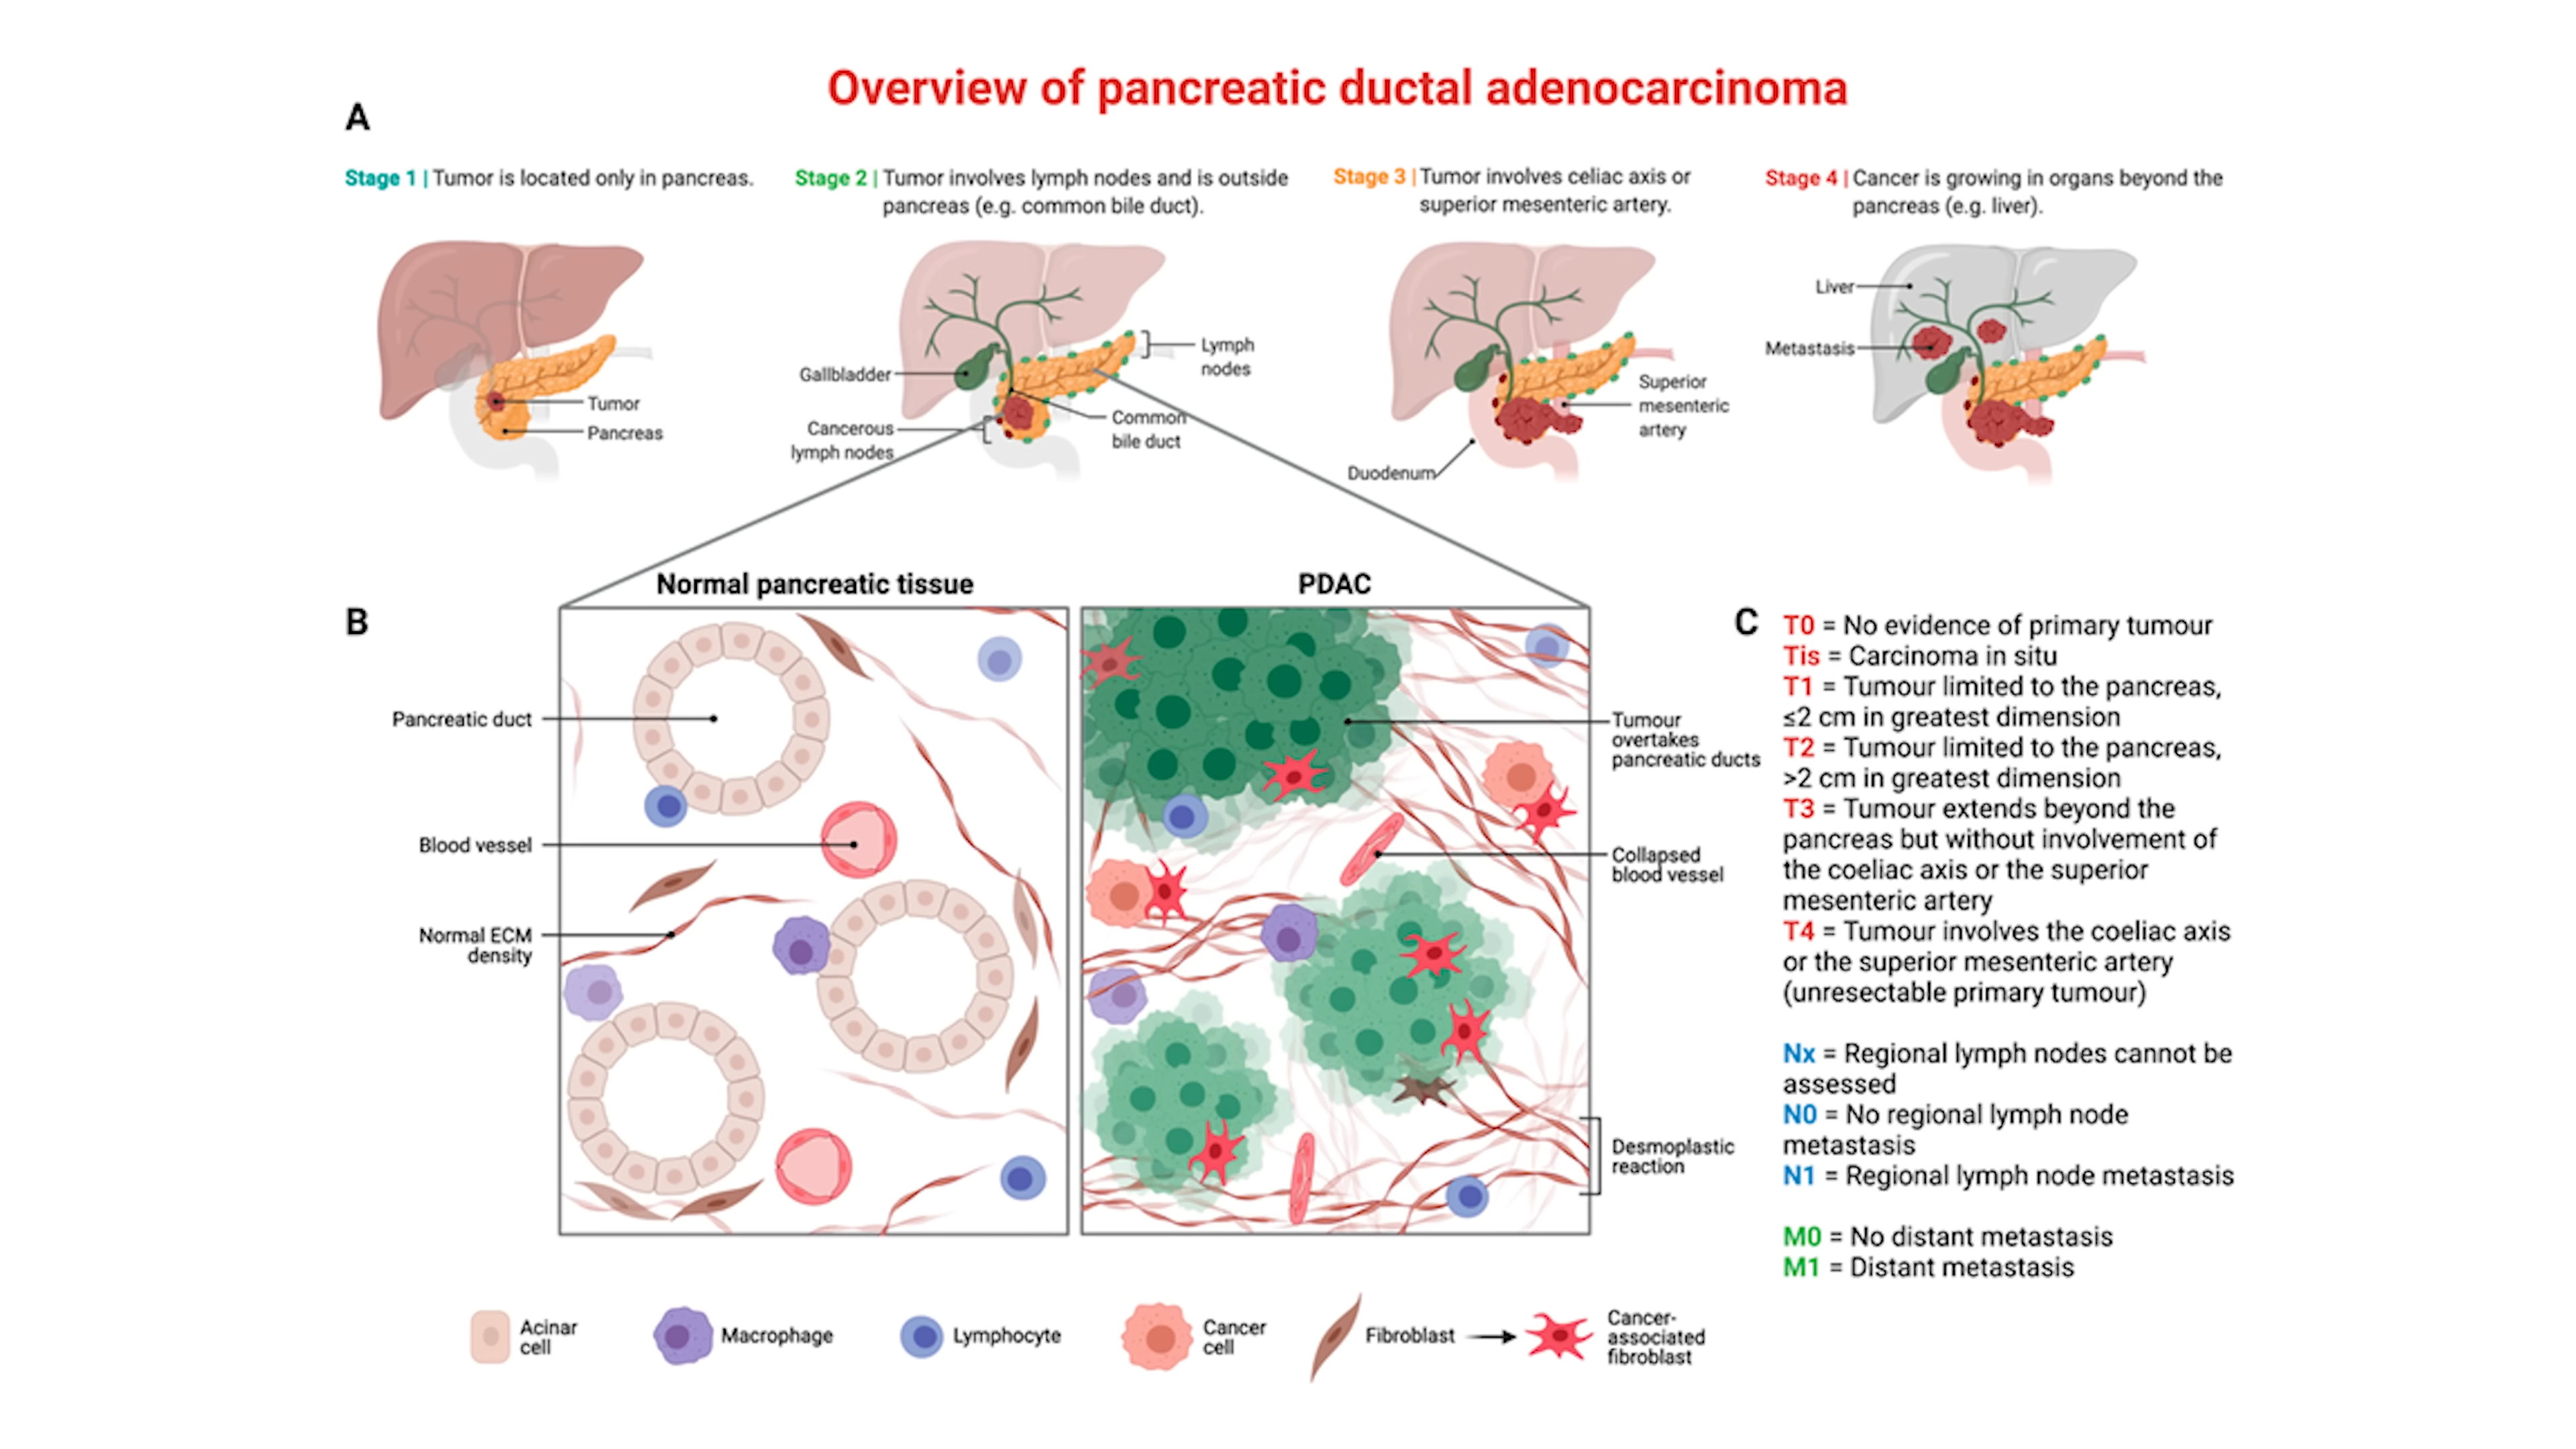 Overview of pancreatic ductal adenocarcinoma
A
Stage 1 | Tumor is located only in pancreas.
Stage 2 | Tumor involves lymph nodes and is outside
pancreas (e.g. common bile duct).
Stage 3 | Tumor involves celiac axis or
superior mesenteric artery.
Stage 4 | Cancer is growing in organs beyond the
pancreas (e.g. liver).
Tumor
Pancreas
Gallbladder
Cancerous
lymph nodes
Lymph
nodes
Common
bile duct
Superior
mesenteric
artery
Duodenum
Liver
Metastasis
B
Normal pancreatic tissue
PDAC
Pancreatic duct
Blood vessel
Normal ECM
density
Tumour
overtakes
pancreatic ducts
Collapsed
blood vessel
Desmoplastic
reaction
Acinar
cell
Macrophage
Lymphocyte
Cancer
cell
Fibroblast
Cancer-
associated
fibroblast
C
T0 = No evidence of primary tumour
Tis = Carcinoma in situ
T1 = Tumour limited to the pancreas,
≤2 cm in greatest dimension
T2 = Tumour limited to the pancreas,
>2 cm in greatest dimension
T3 = Tumour extends beyond the
pancreas but without involvement of
the coeliac axis or the superior
mesenteric artery
T4 = Tumour involves the coeliac axis
or the superior mesenteric artery
(unresectable primary tumour)
Nx = Regional lymph nodes cannot be
assessed
N0 = No regional lymph node
metastasis
N1 = Regional lymph node metastasis
M0 = No distant metastasis
M1 = Distant metastasis